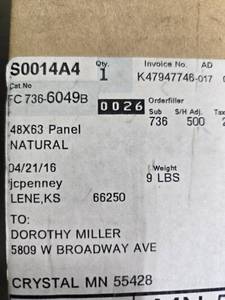 S0014A4 Qty. Invoice No. AD
1 K47947746-017
Cat No
FC 736-6049B 0026 Orderfiller
Sub S/H Adj. Tax
736 500
48X63 Panel
NATURAL
04/21/16 Weight
jcpenney 9 LBS
LENE,KS 66250
TO:
DOROTHY MILLER
5809 W BROADWAY AVE
CRYSTAL MN 55428